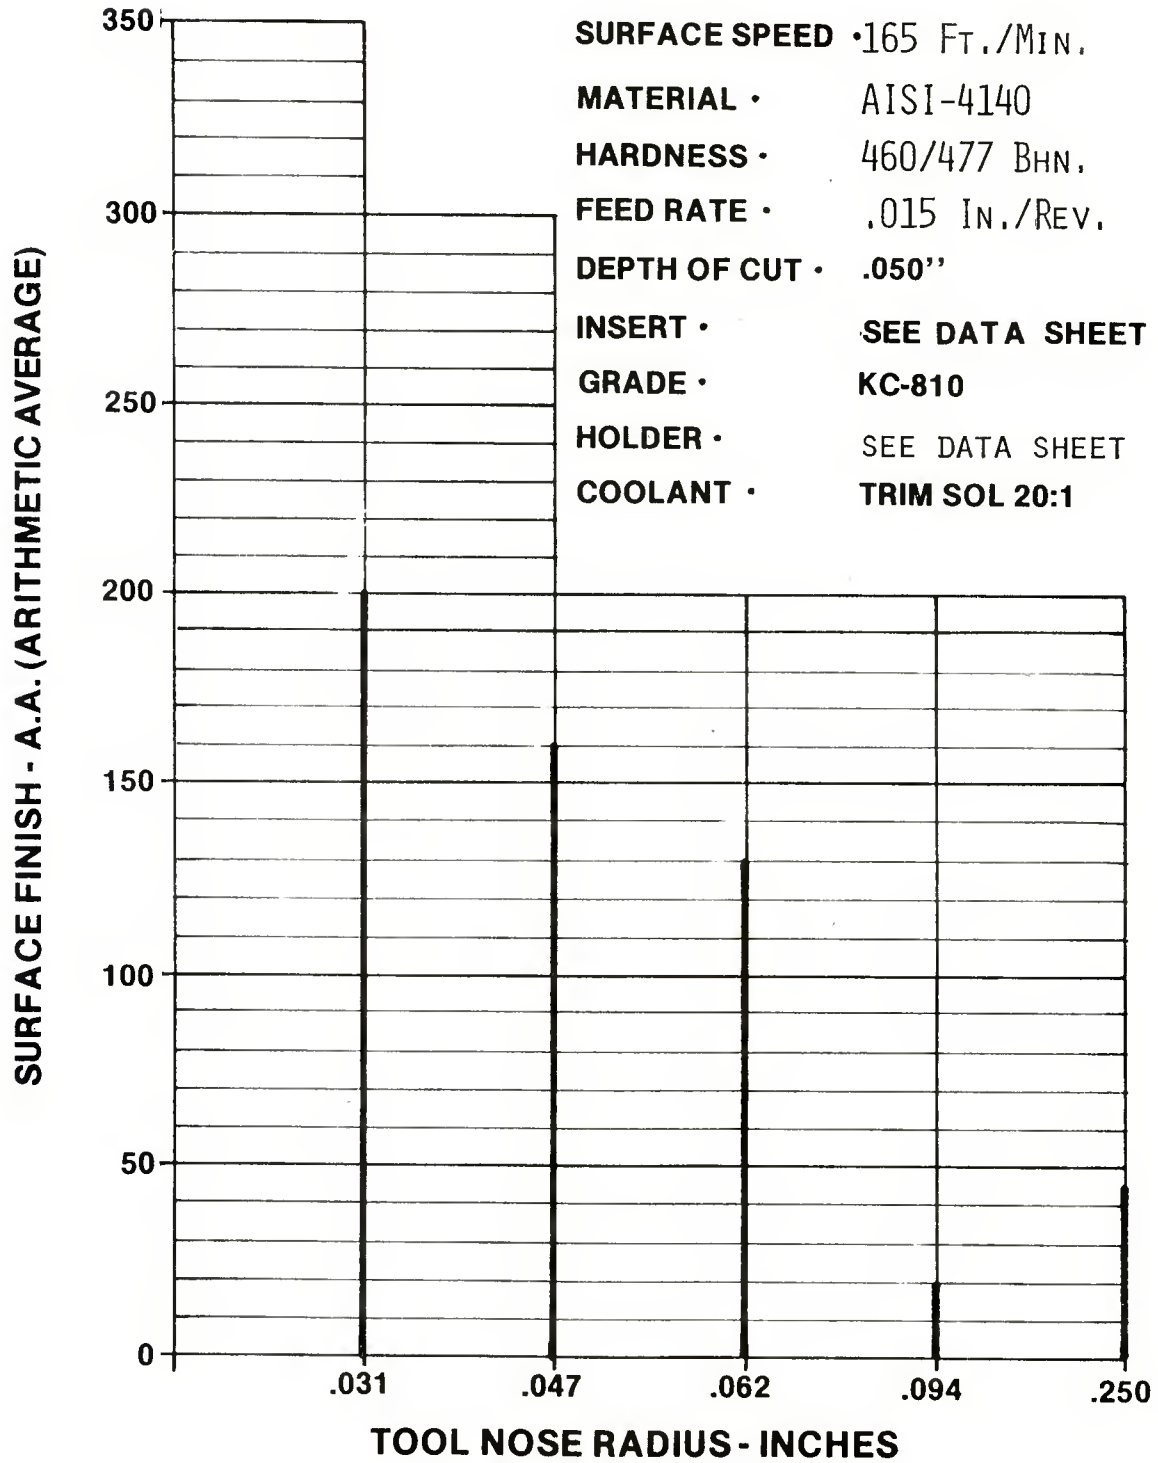 SURFACE SPEED •165 FT./MIN.
MATERIAL • AISI-4140
HARDNESS • 460/477 BHN.
FEED RATE • .015 IN./REV.
DEPTH OF CUT • .050’’
INSERT • SEE DATA SHEET
GRADE • KC-810
HOLDER • SEE DATA SHEET
COOLANT • TRIM SOL 20:1
SURFACE FINISH - A.A. (ARITHMETIC AVERAGE)
350
300
250
200
150
100
50
0
.031 .047 .062 .094 .250
TOOL NOSE RADIUS - INCHES